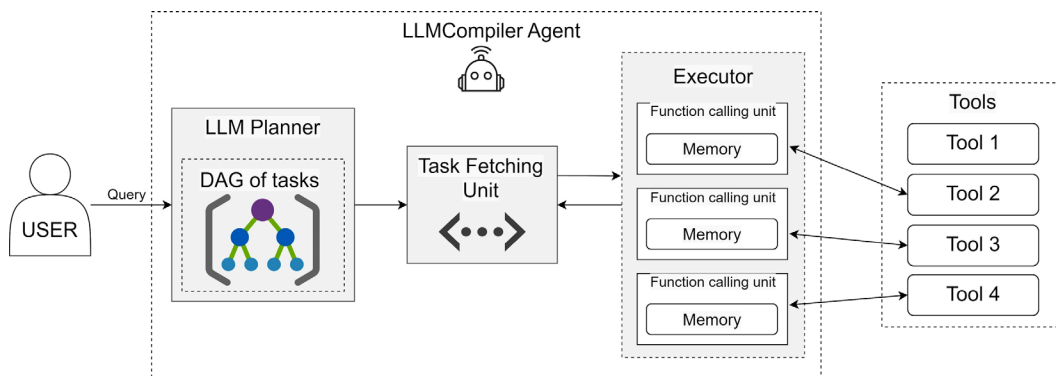 LLMCompiler Agent
USER
Query
LLM Planner
DAG of tasks
Task Fetching
Unit
Executor
Function calling unit
Memory
Function calling unit
Memory
Function calling unit
Memory
Tools
Tool 1
Tool 2
Tool 3
Tool 4